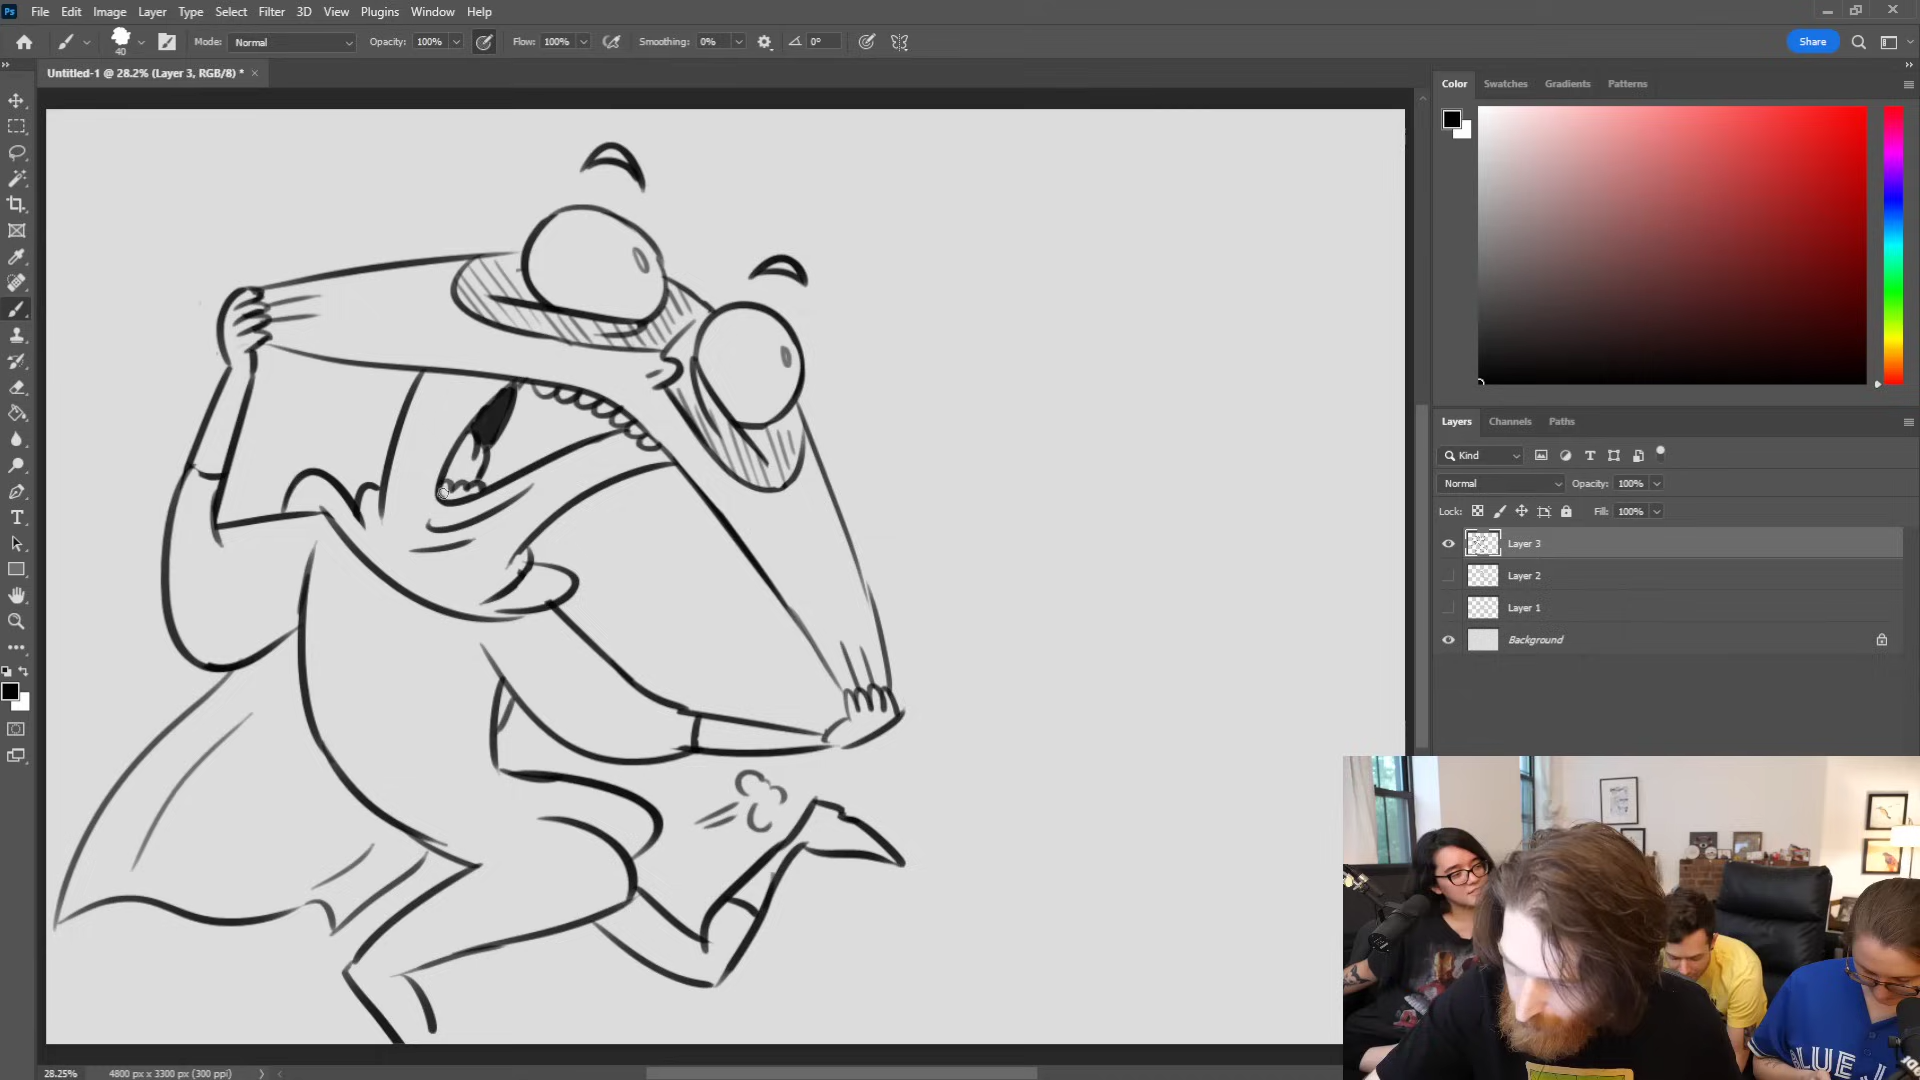 Ps File Edit Image Layer Type Select Filter 3D View Plugins Window Help
40 Mode: Normal Opacity: 100% Flow: 100% Smoothing: 0% 0° Share
Untitled-1 @ 28.2% (Layer 3, RGB/8) *
Color Swatches Gradients Patterns
Layers Channels Paths
Kind
Normal Opacity: 100%
Lock: Fill: 100%
Layer 3
Layer 2
Layer 1
Background
BLUE
28.25% 4800 px x 3300 px (300 ppi)